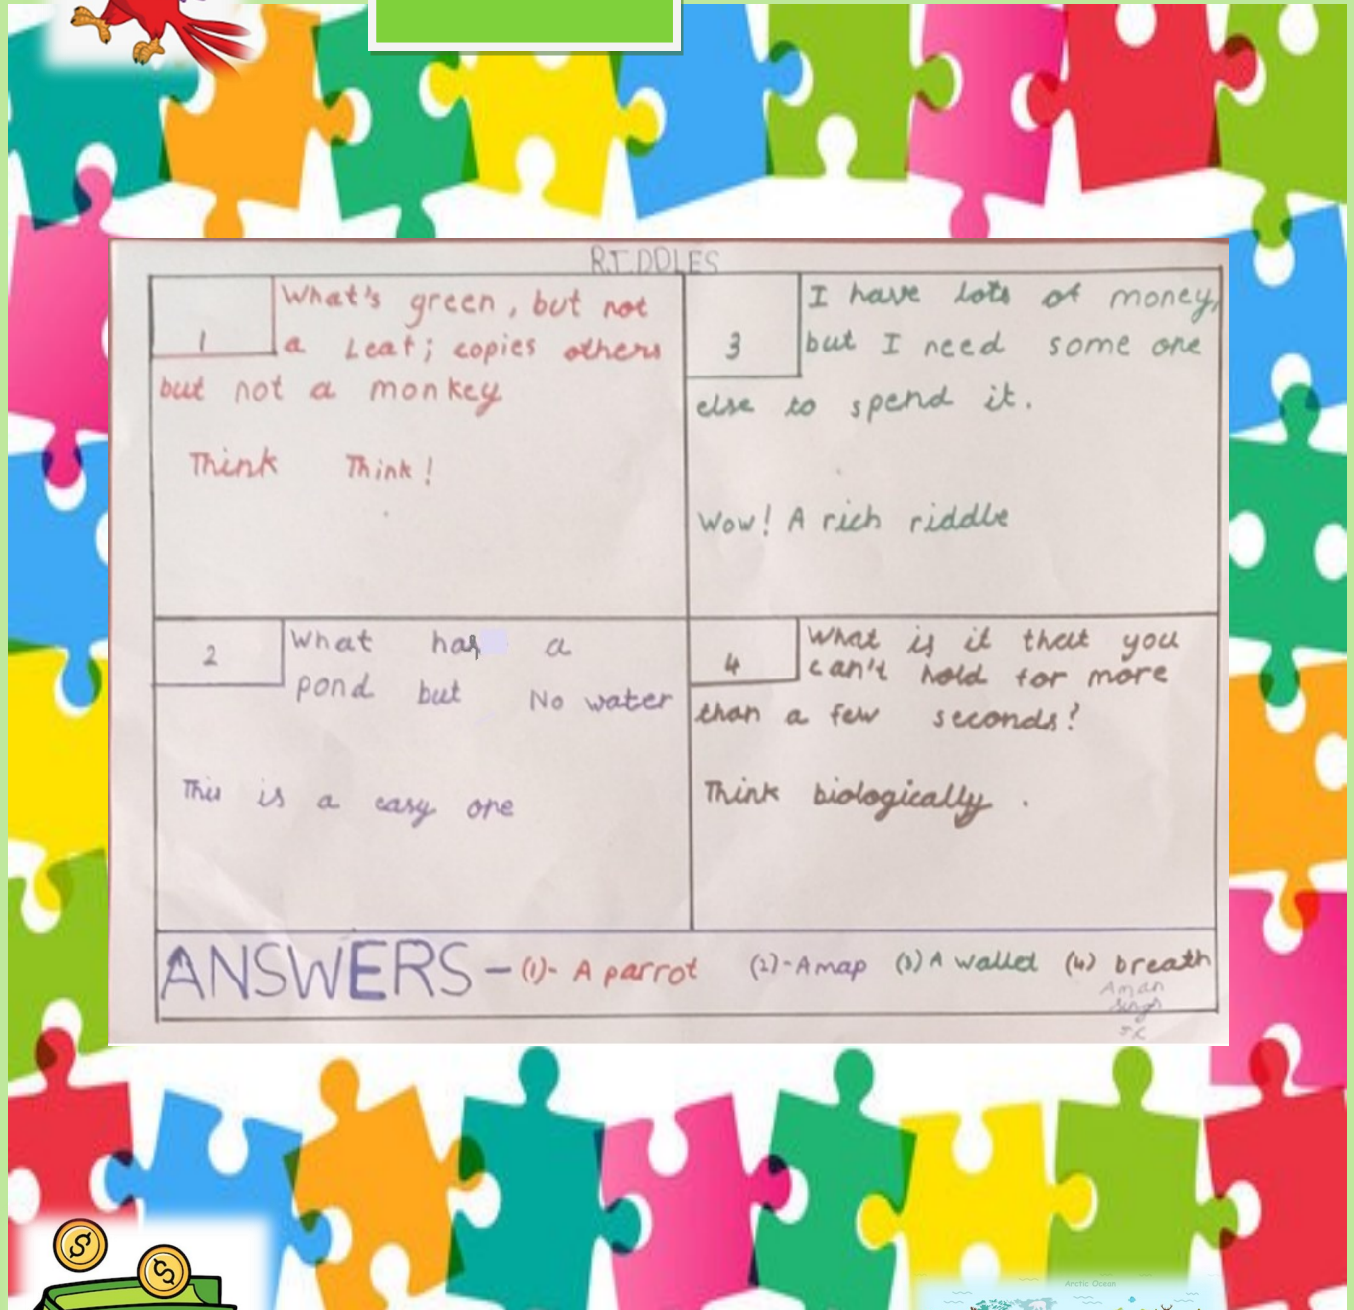 RIDDLES
1
What's green, but not
a Leaf; copies others
but not a monkey
Think Think!
2
What has a
pond but No water
This is a easy one
3
I have lots of money,
but I need some one
else to spend it.
Wow! A rich riddle
4
What is it that you
can't hold for more
than a few seconds?
Think biologically.
ANSWERS - (1)- A parrot (2)-A map (3) A wallet (4) breath
Aman
Arctic Ocean